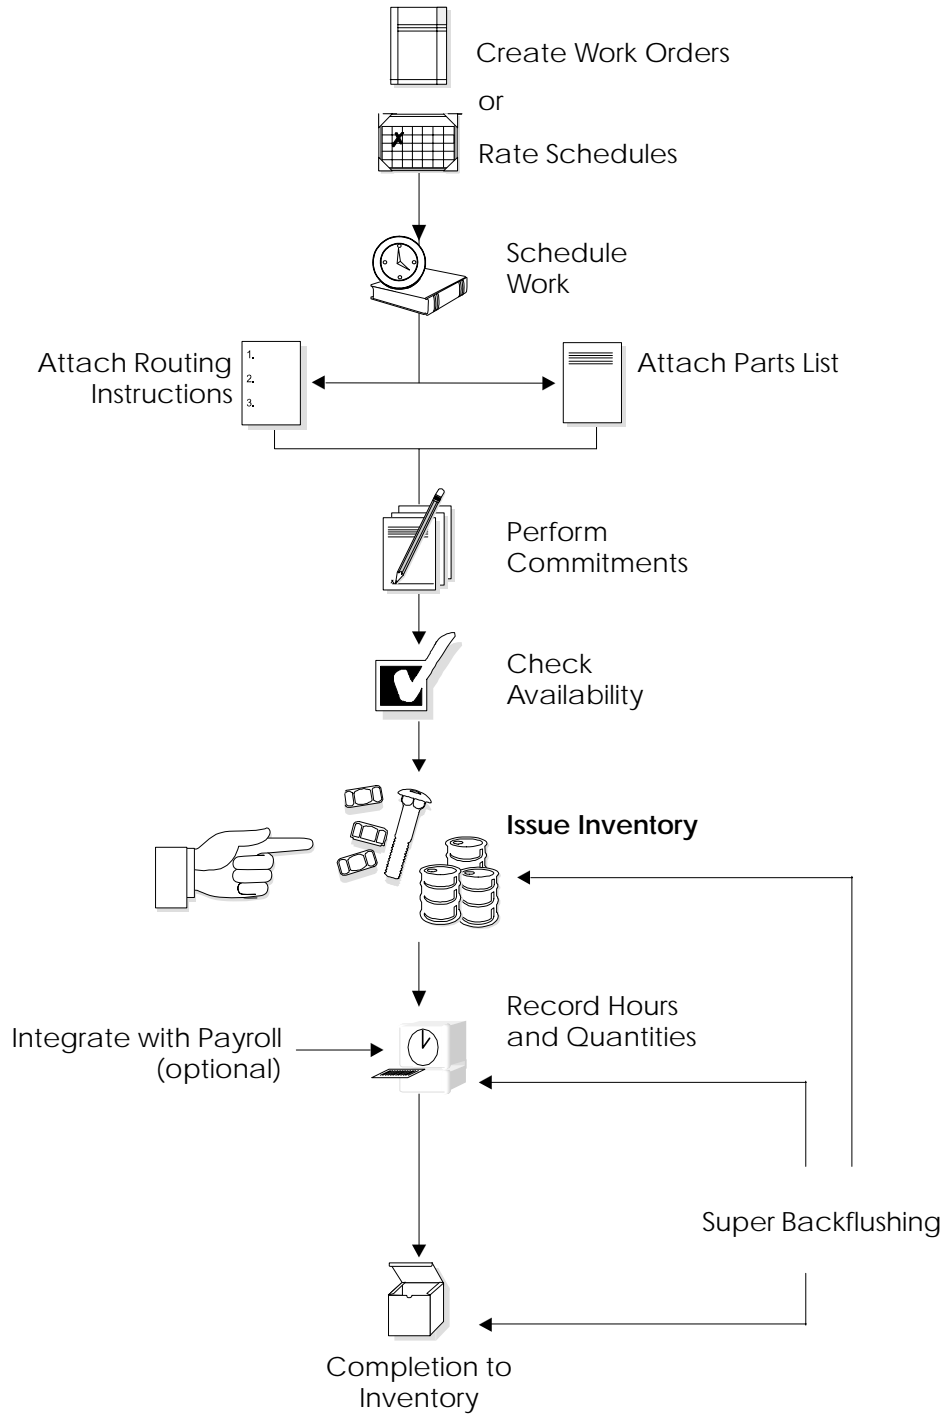 Create Work Orders
or
Rate Schedules
Schedule
Work
Attach Routing
Instructions
1.
2.
3.
Attach Parts List
Perform
Commitments
Check
Availability
Issue Inventory
Record Hours
and Quantities
Integrate with Payroll
(optional)
Super Backflushing
Completion to
Inventory